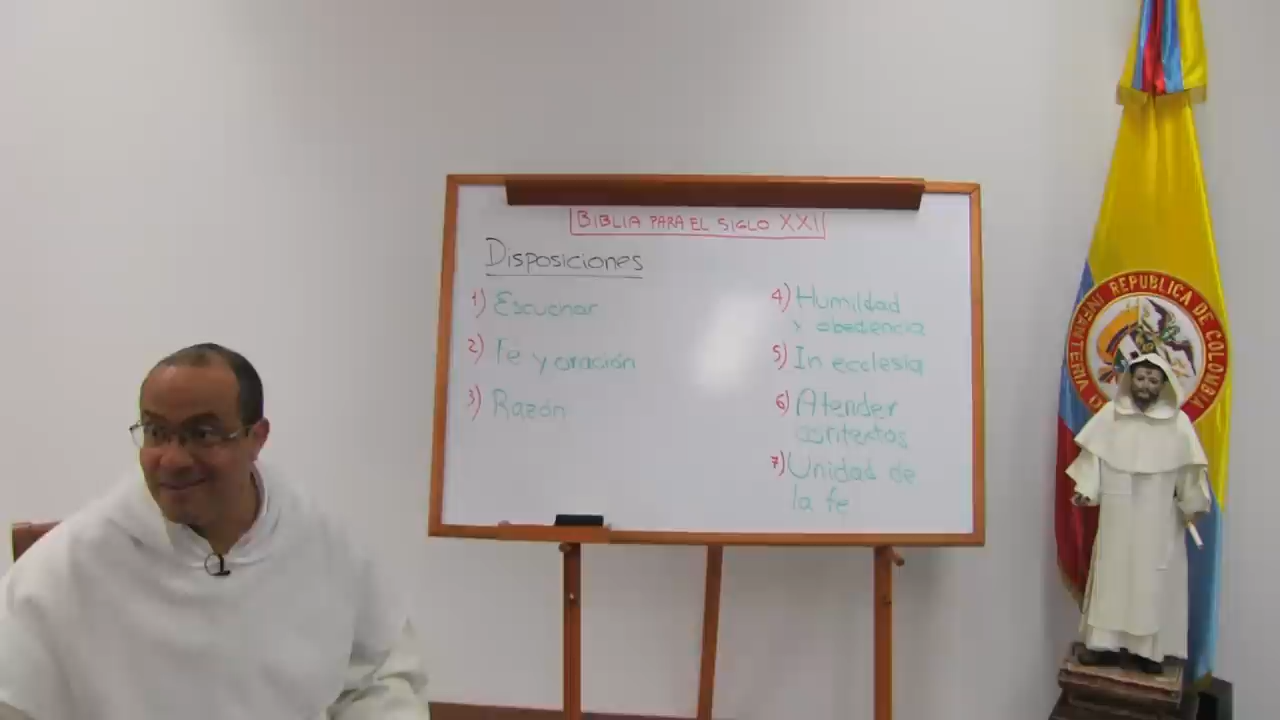 BIBLIA PARA EL SIGLO XXI
Disposiciones
1) Escuchar
2) Fe y oración
3) Razón
4) Humildad
y obediencia
5) In ecclesia
6) Atender
contextos
7) Unidad de
la fe
REPUBLICA DE COLOMBIA
INFANTERIA